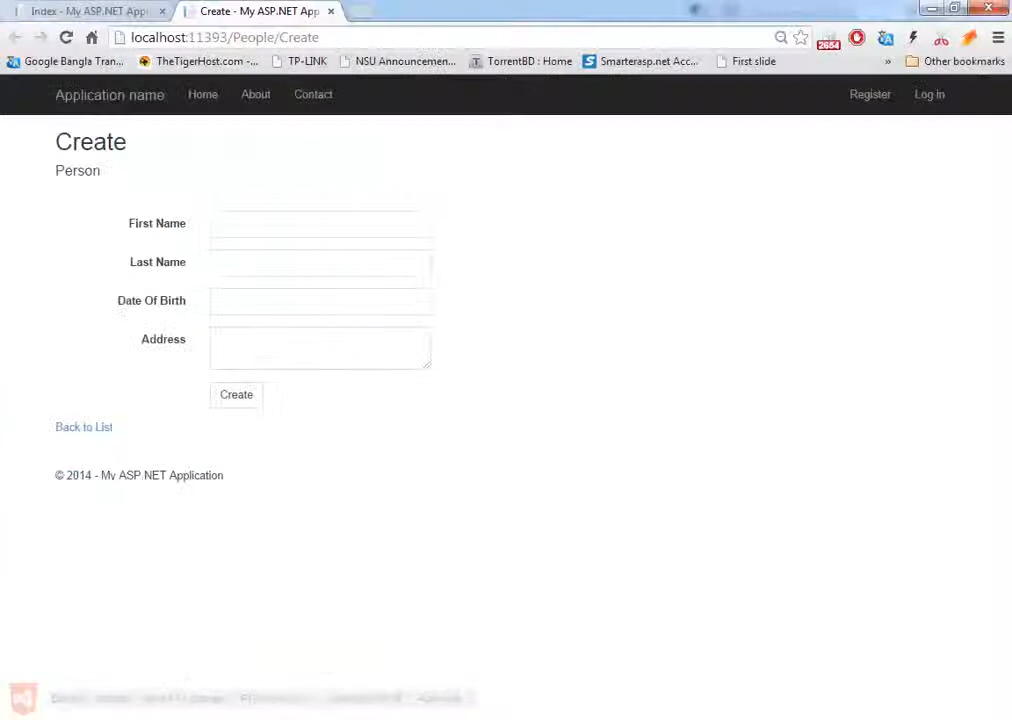 Index - My ASP.NET Appl
Create - My ASP.NET App
localhost:11393/People/Create
2654
Google Bangla Tran...
TheTigerHost.com -...
TP-LINK
NSU Announcemen...
TorrentBD : Home
Smarterasp.net Acc...
First slide
»
Other bookmarks
Application name
Home
About
Contact
Register
Log in
Create
Person
First Name
Last Name
Date Of Birth
Address
Create
Back to List
© 2014 - My ASP.NET Application